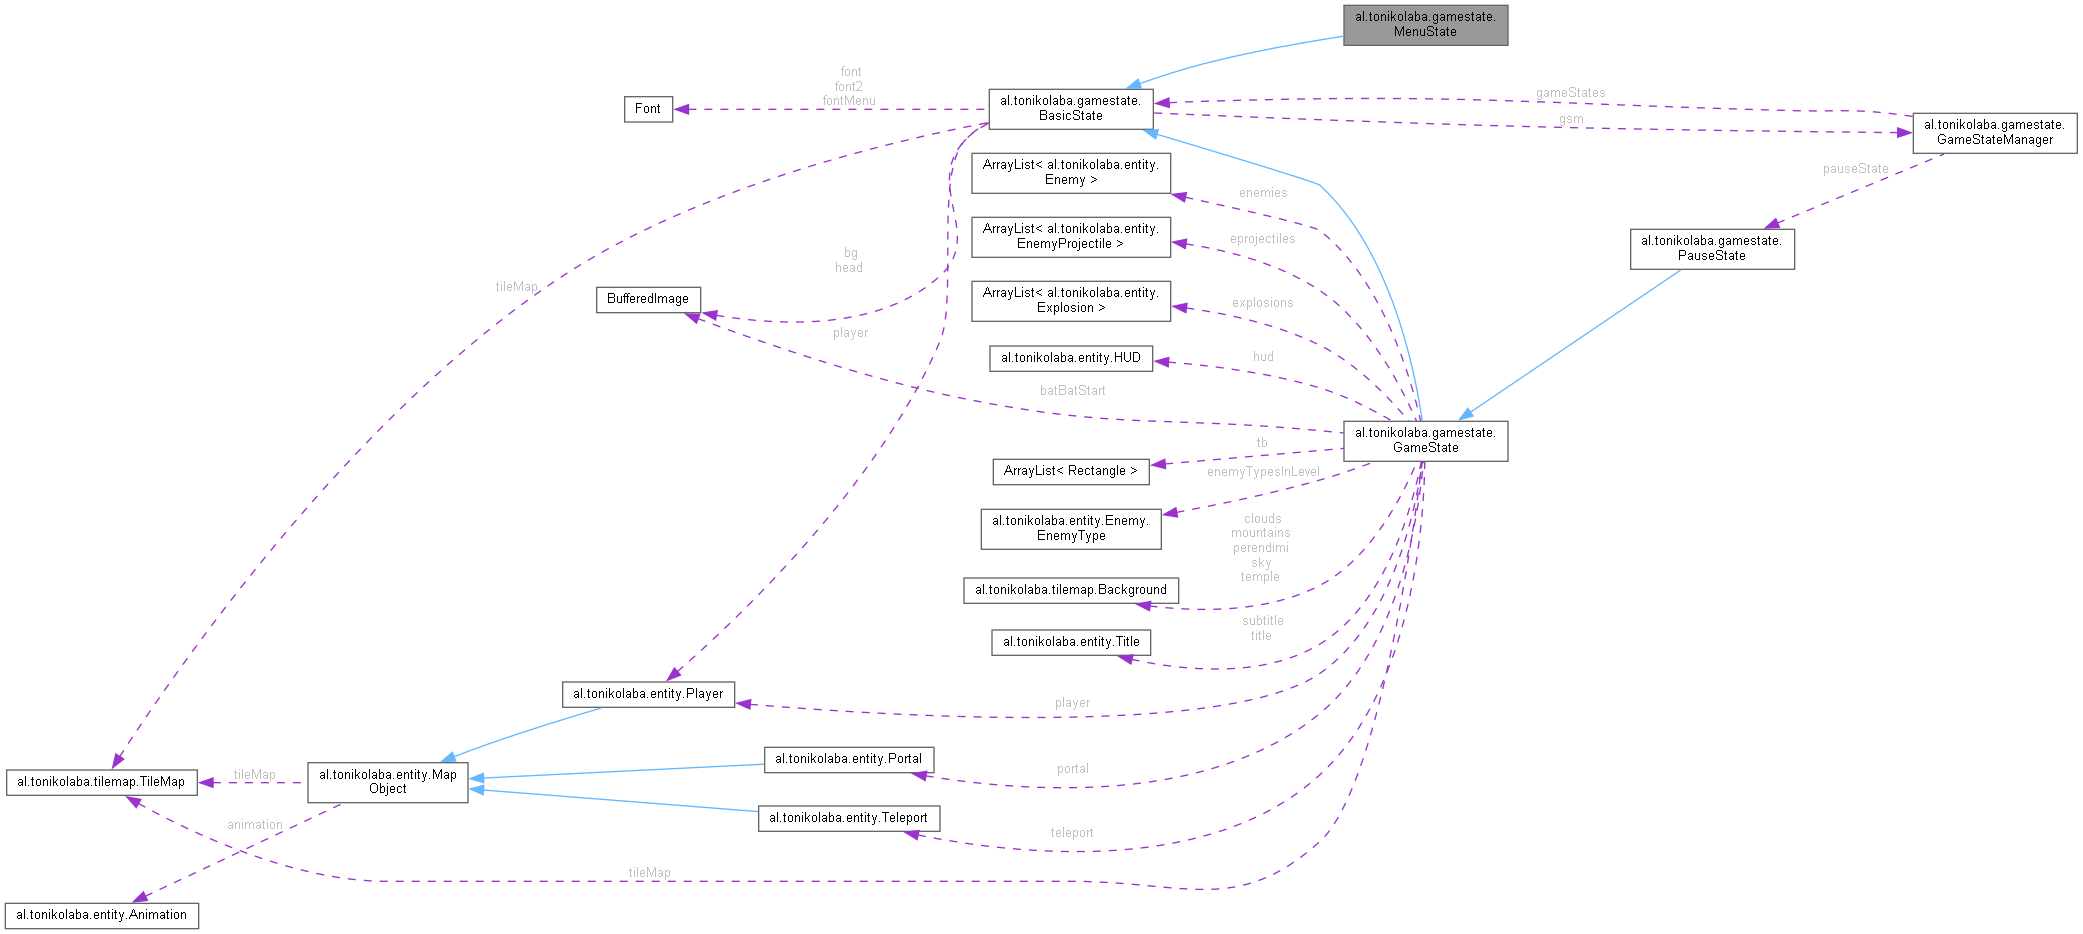 al.tonikolaba.gamestate.
MenuState
font
font2
fontMenu
Font
al.tonikolaba.gamestate.
BasicState
gameStates
gsm
al.tonikolaba.gamestate.
GameStateManager
ArrayList< al.tonikolaba.entity.
Enemy >
enemies
pauseState
ArrayList< al.tonikolaba.entity.
EnemyProjectile >
eprojectiles
al.tonikolaba.gamestate.
PauseState
bg
head
tileMap
BufferedImage
ArrayList< al.tonikolaba.entity.
Explosion >
explosions
player
al.tonikolaba.entity.HUD
hud
batBatStart
al.tonikolaba.gamestate.
GameState
tb
ArrayList< Rectangle >
enemyTypesInLevel
al.tonikolaba.entity.Enemy.
EnemyType
clouds
mountains
perendimi
sky
temple
al.tonikolaba.tilemap.Background
subtitle
title
al.tonikolaba.entity.Title
al.tonikolaba.entity.Player
player
al.tonikolaba.tilemap.TileMap
tileMap
al.tonikolaba.entity.Map
Object
al.tonikolaba.entity.Portal
portal
animation
al.tonikolaba.entity.Teleport
teleport
tileMap
al.tonikolaba.entity.Animation